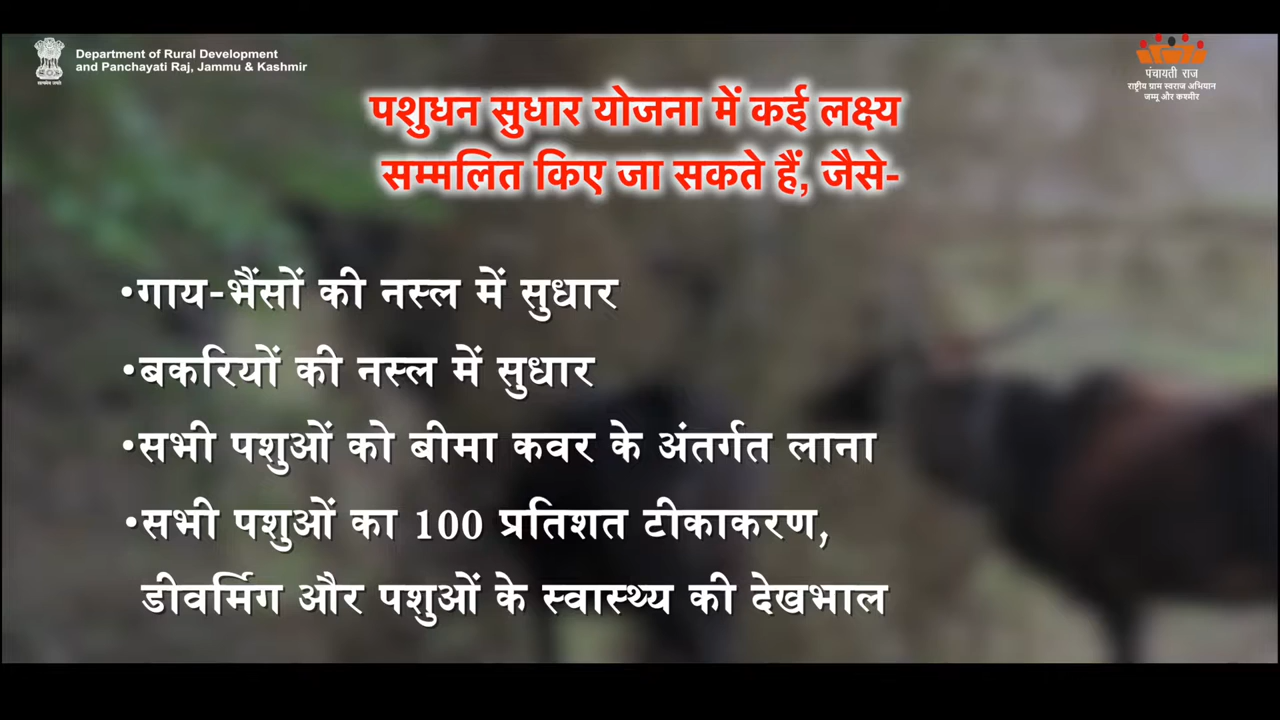 Department of Rural Development
and Panchayati Raj, Jammu & Kashmir
पंचायती राज
राष्ट्रीय ग्राम स्वराज अभियान
जम्मू और कश्मीर
पशुधन सुधार योजना में कई लक्ष्य
सम्मलित किए जा सकते हैं, जैसे-
•गाय-भैंसों की नस्ल में सुधार
•बकरियों की नस्ल में सुधार
•सभी पशुओं को बीमा कवर के अंतर्गत लाना
•सभी पशुओं का 100 प्रतिशत टीकाकरण,
डीवर्मिग और पशुओं के स्वास्थ्य की देखभाल